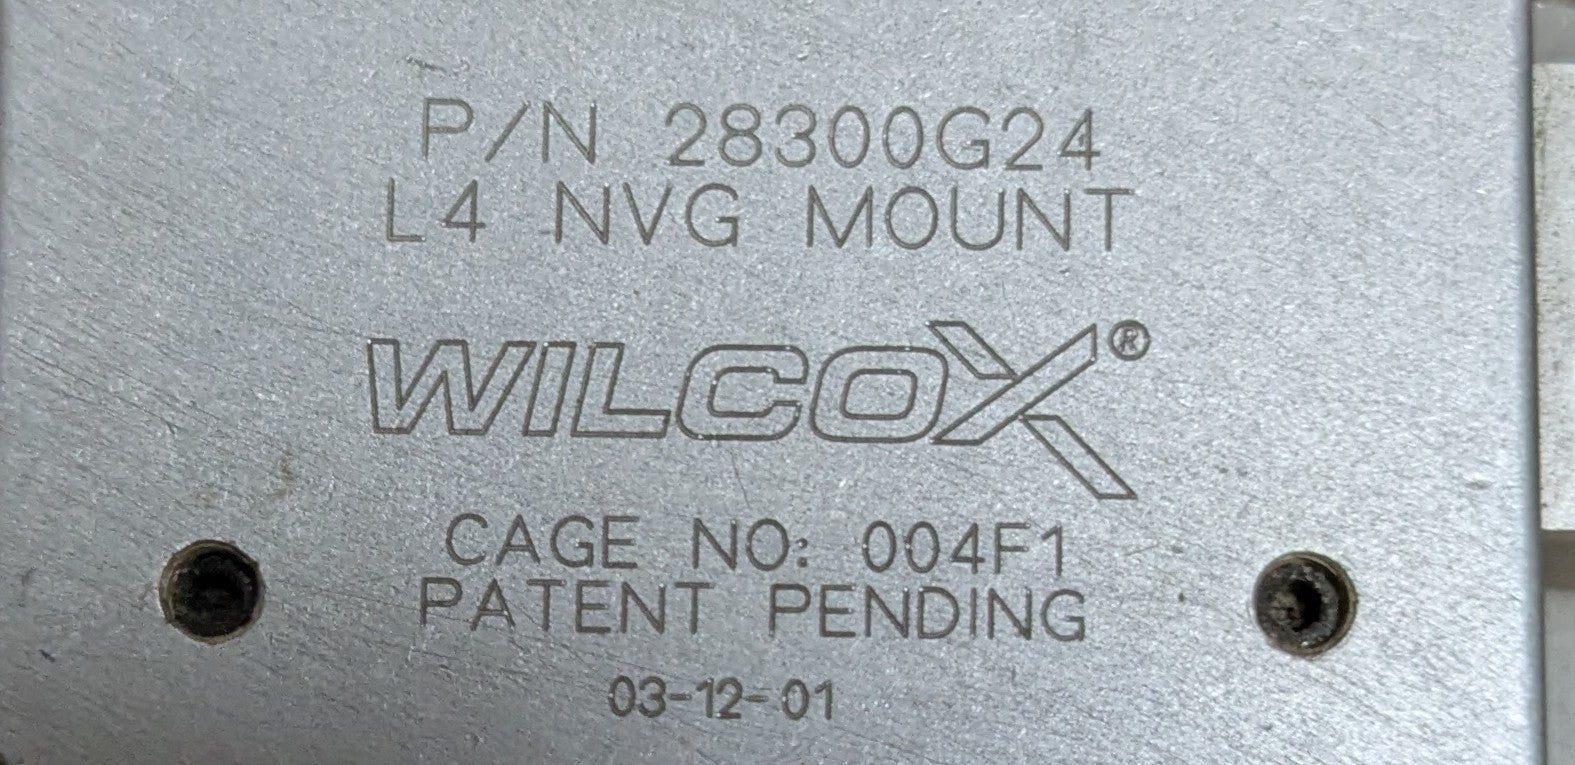 P/N 28300G24
L4 NVG MOUNT
WILCOX®
CAGE NO: 004F1
PATENT PENDING
03-12-01